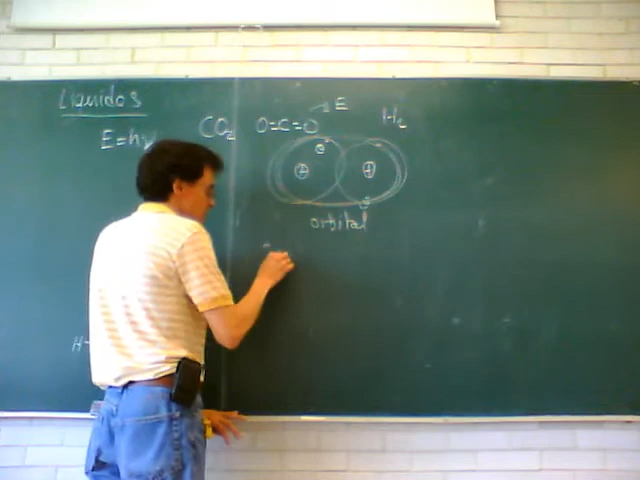 Líquidos
E=hν
CO₂ O=C=O → E
H₂
e⁻
+ +
e⁻
orbital
H-